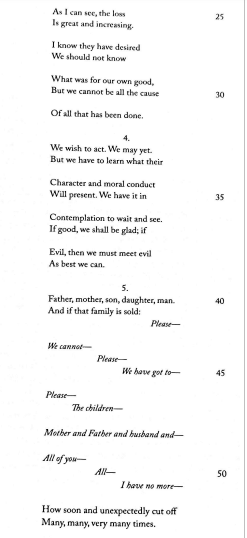 As I can see, the loss 25
Is great and increasing.
I know they have desired
We should not know
What was for our own good,
But we cannot be all the cause 30
Of all that has been done.
4.
We wish to act. We may yet.
But we have to learn what their
Character and moral conduct
Will present. We have it in 35
Contemplation to wait and see.
If good, we shall be glad; if
Evil, then we must meet evil
As best we can.
5.
Father, mother, son, daughter, man. 40
And if that family is sold:
Please—
We cannot—
Please—
We have got to— 45
Please—
The children—
Mother and Father and husband and—
All of you—
All— 50
I have no more—
How soon and unexpectedly cut off
Many, many, very many times.